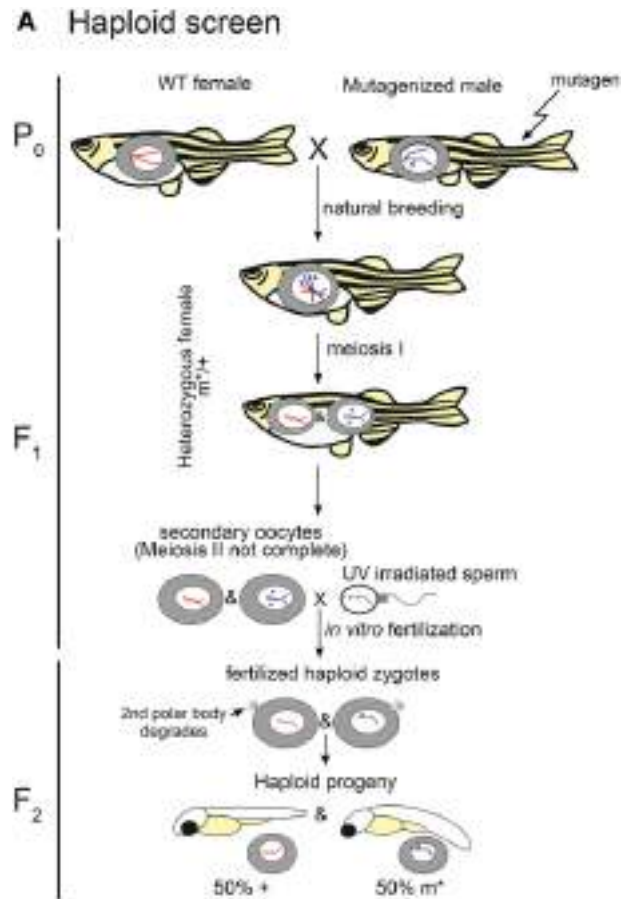 A Haploid screen
WT female
Mutagenized male
mutagen
P0
X
natural breeding
Heterozygous female
m*/+
meiosis I
&
F1
secondary oocytes
(Meiosis II not complete)
UV irradiated sperm
& X
in vitro fertilization
fertilized haploid zygotes
2nd polar body
degrades
&
Haploid progeny
F2
&
50% + 50% m*